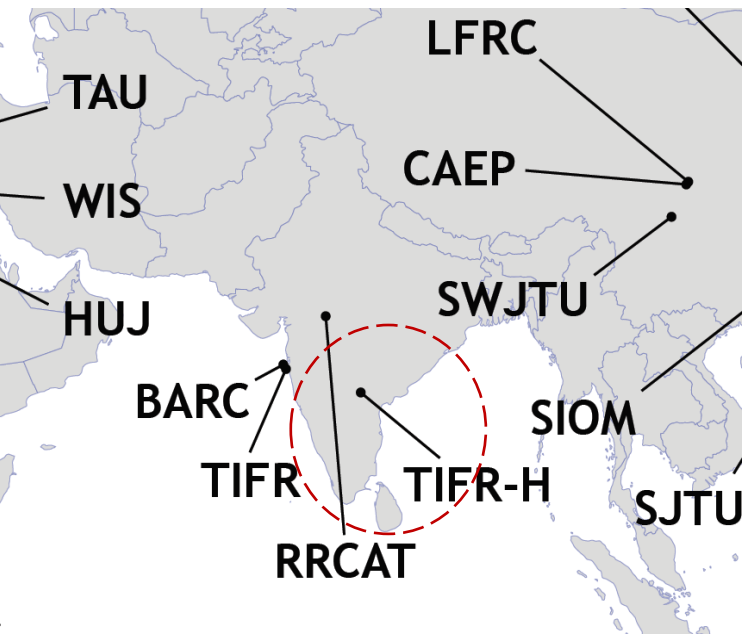 LFRC
TAU
CAEP
WIS
SWJTU
HUJ
BARC
SIOM
TIFR
TIFR-H
SJTU
RRCAT